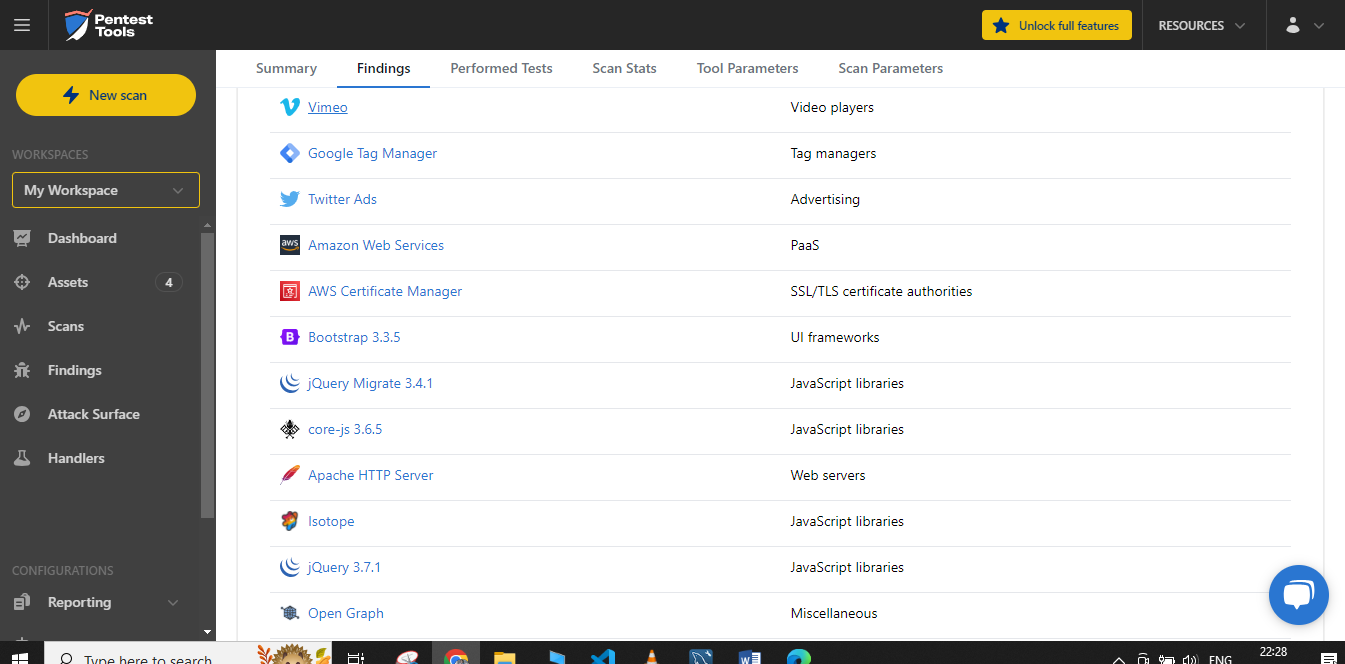 Pentest
Tools
Unlock full features
RESOURCES
New scan
WORKSPACES
My Workspace
Dashboard
Assets
4
Scans
Findings
Attack Surface
Handlers
CONFIGURATIONS
Reporting
Summary
Findings
Performed Tests
Scan Stats
Tool Parameters
Scan Parameters
Vimeo Video players
Google Tag Manager Tag managers
Twitter Ads Advertising
aws Amazon Web Services PaaS
AWS Certificate Manager SSL/TLS certificate authorities
B Bootstrap 3.3.5 UI frameworks
jQuery Migrate 3.4.1 JavaScript libraries
core-js 3.6.5 JavaScript libraries
Apache HTTP Server Web servers
Isotope JavaScript libraries
jQuery 3.7.1 JavaScript libraries
Open Graph Miscellaneous
Type here to search
ENG
22:28